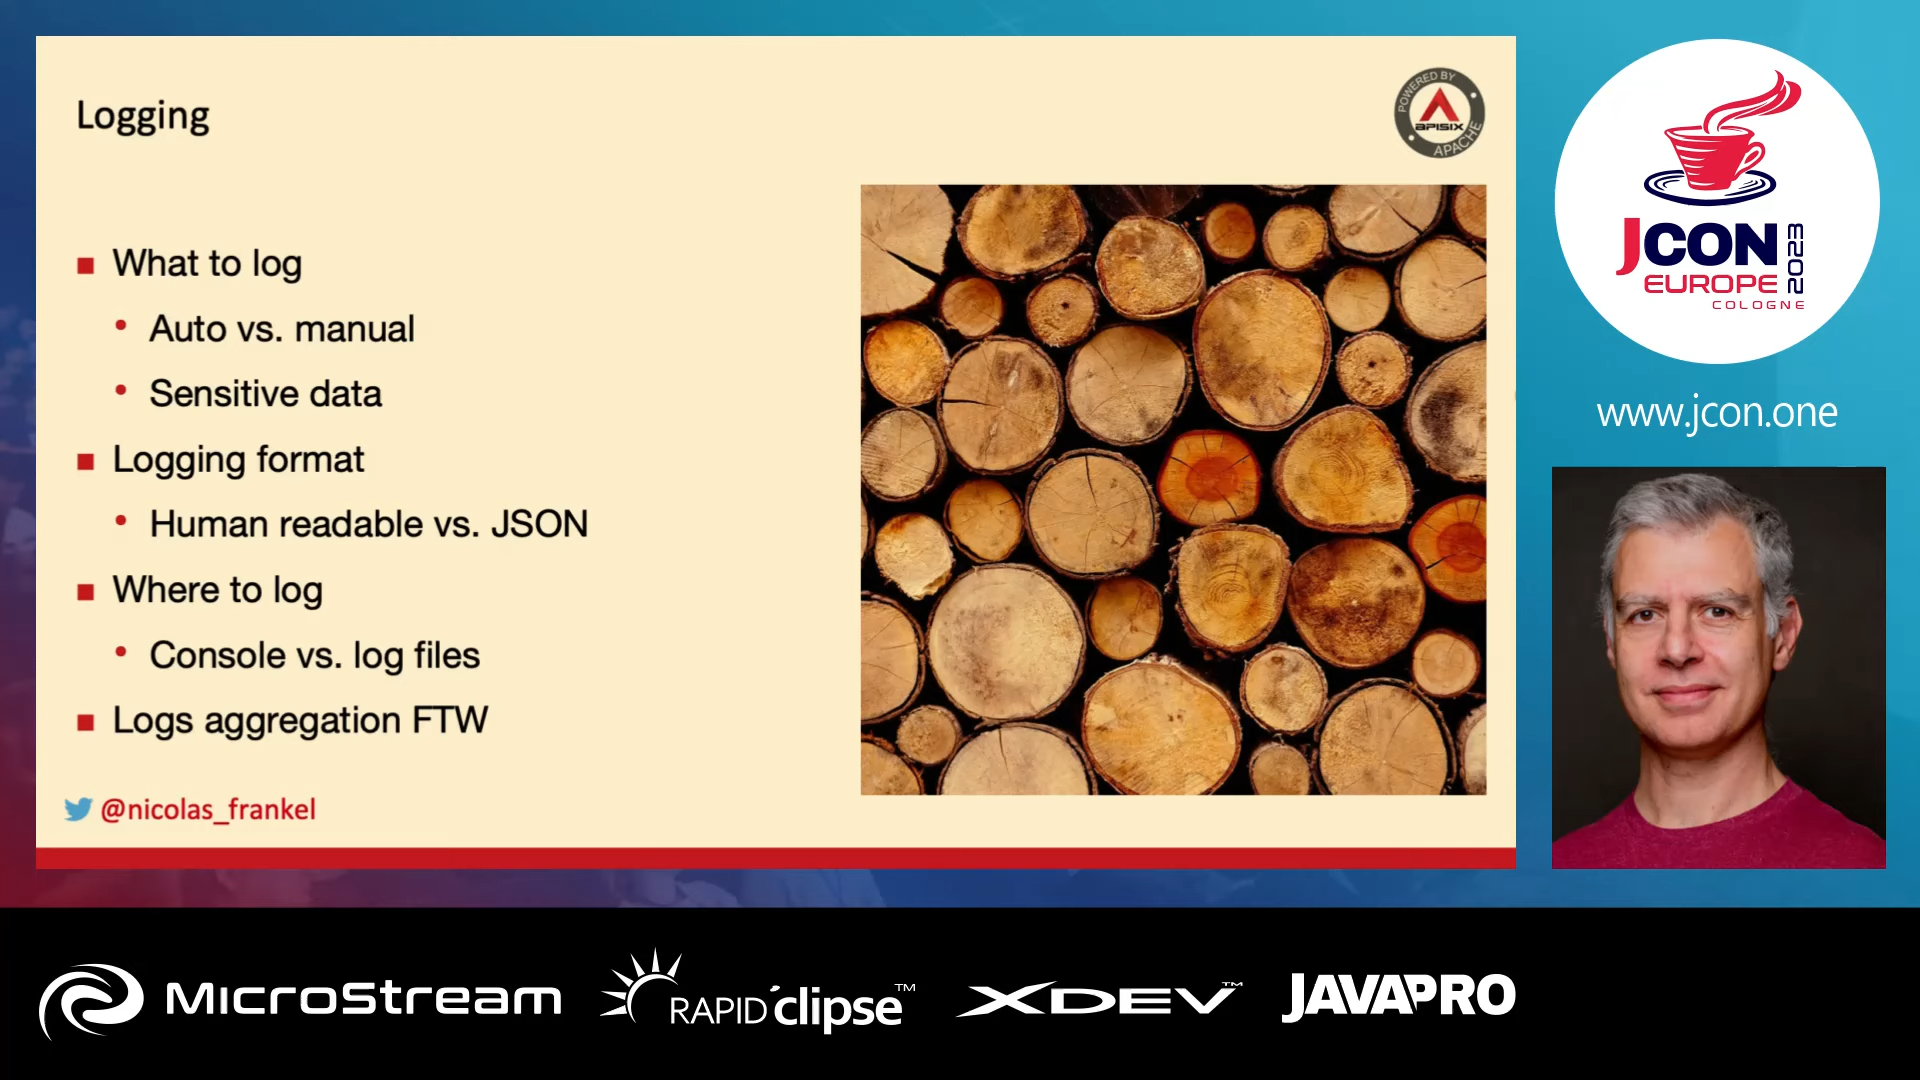 Logging
POWERED BY
APISIX
APACHE
What to log
Auto vs. manual
Sensitive data
Logging format
Human readable vs. JSON
Where to log
Console vs. log files
Logs aggregation FTW
@nicolas_frankel
JCON
EUROPE
2023
COLOGNE
www.jcon.one
MicroStream
RAPID'clipse™
XDEV™
JAVAPRO